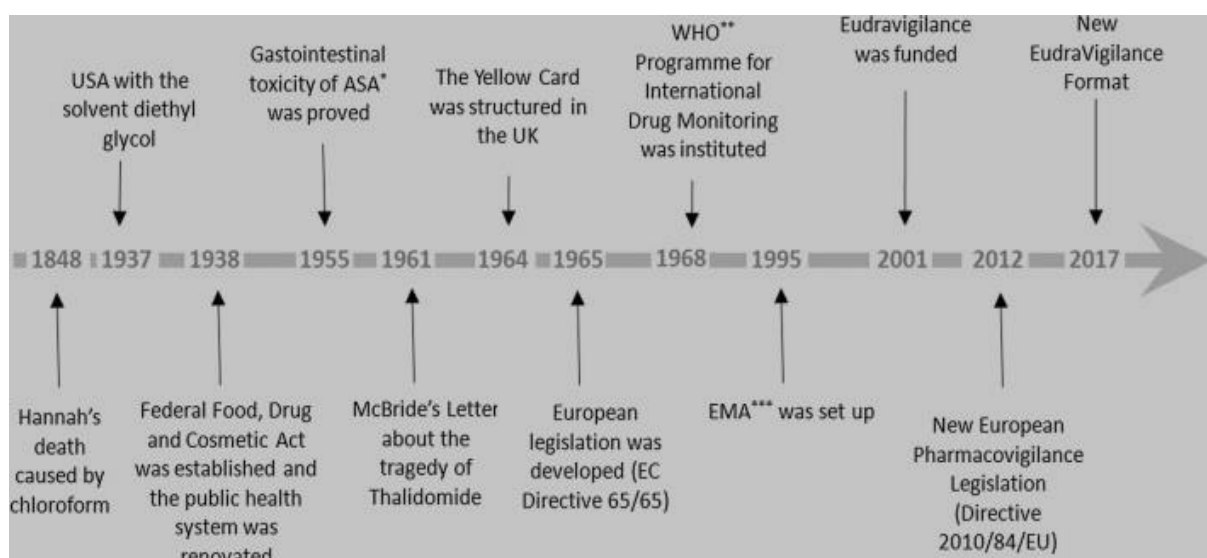 USA with the
solvent diethyl
glycol
Gastointestinal
toxicity of ASA*
was proved
The Yellow Card
was structured in
the UK
WHO**
Programme for
International
Drug Monitoring
was instituted
Eudravigilance
was funded
New
EudraVigilance
Format
1848 1937 1938 1955 1961 1964 1965 1968 1995 2001 2012 2017
Hannah's
death
caused by
chloroform
Federal Food, Drug
and Cosmetic Act
was established and
the public health
system was
renovated
McBride's Letter
about the
tragedy of
Thalidomide
European
legislation was
developed (EC
Directive 65/65)
EMA*** was set up
New European
Pharmacovigilance
Legislation
(Directive
2010/84/EU)